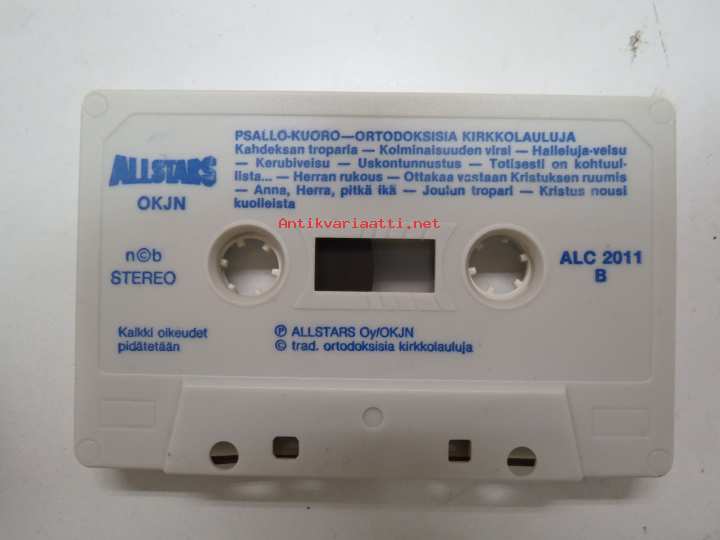 PSALLO-KUORO—ORTODOKSISIA KIRKKOLAULUJA
Kahdeksan troparia — Kolminaisuuden virsi — Halleluja-veisu
— Kerubiveisu — Uskontunnustus — Totisesti on kohtuul-
lista... — Herran rukous — Ottakaa vastaan Kristuksen ruumis
— Anna, Herra, pitkä ikä — Joulun tropari — Kristus nousi
kuolleista
ALLSTARS
OKJN
Antikvariaatti.net
n©b
STEREO
ALC 2011
B
Kaikki oikeudet
pidätetään
Ⓟ ALLSTARS Oy/OKJN
© trad. ortodoksisia kirkkolauluja